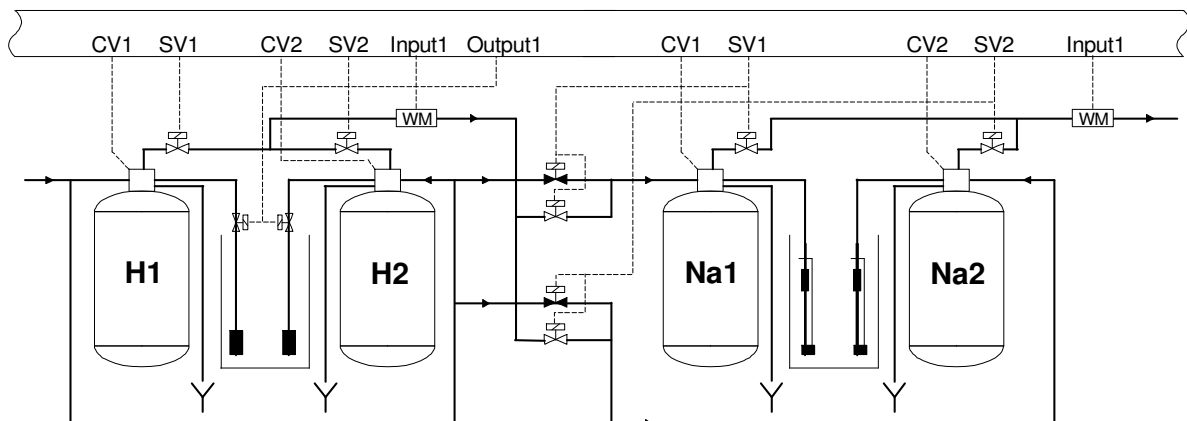 CV1 SV1 CV2 SV2 Input1 Output1 CV1 SV1 CV2 SV2 Input1
WM WM
H1 H2 Na1 Na2